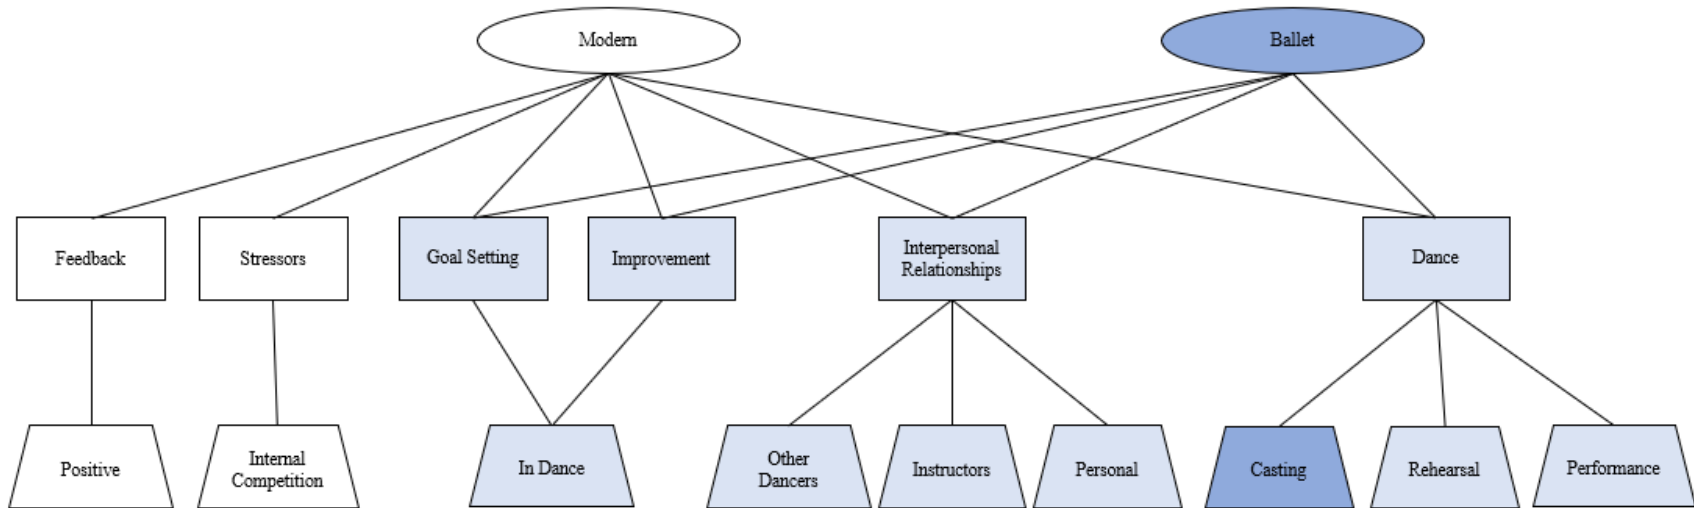 Modern
Ballet
Feedback
Stressors
Goal Setting
Improvement
Interpersonal
Relationships
Dance
Positive
Internal
Competition
In Dance
Other
Dancers
Instructors
Personal
Casting
Rehearsal
Performance